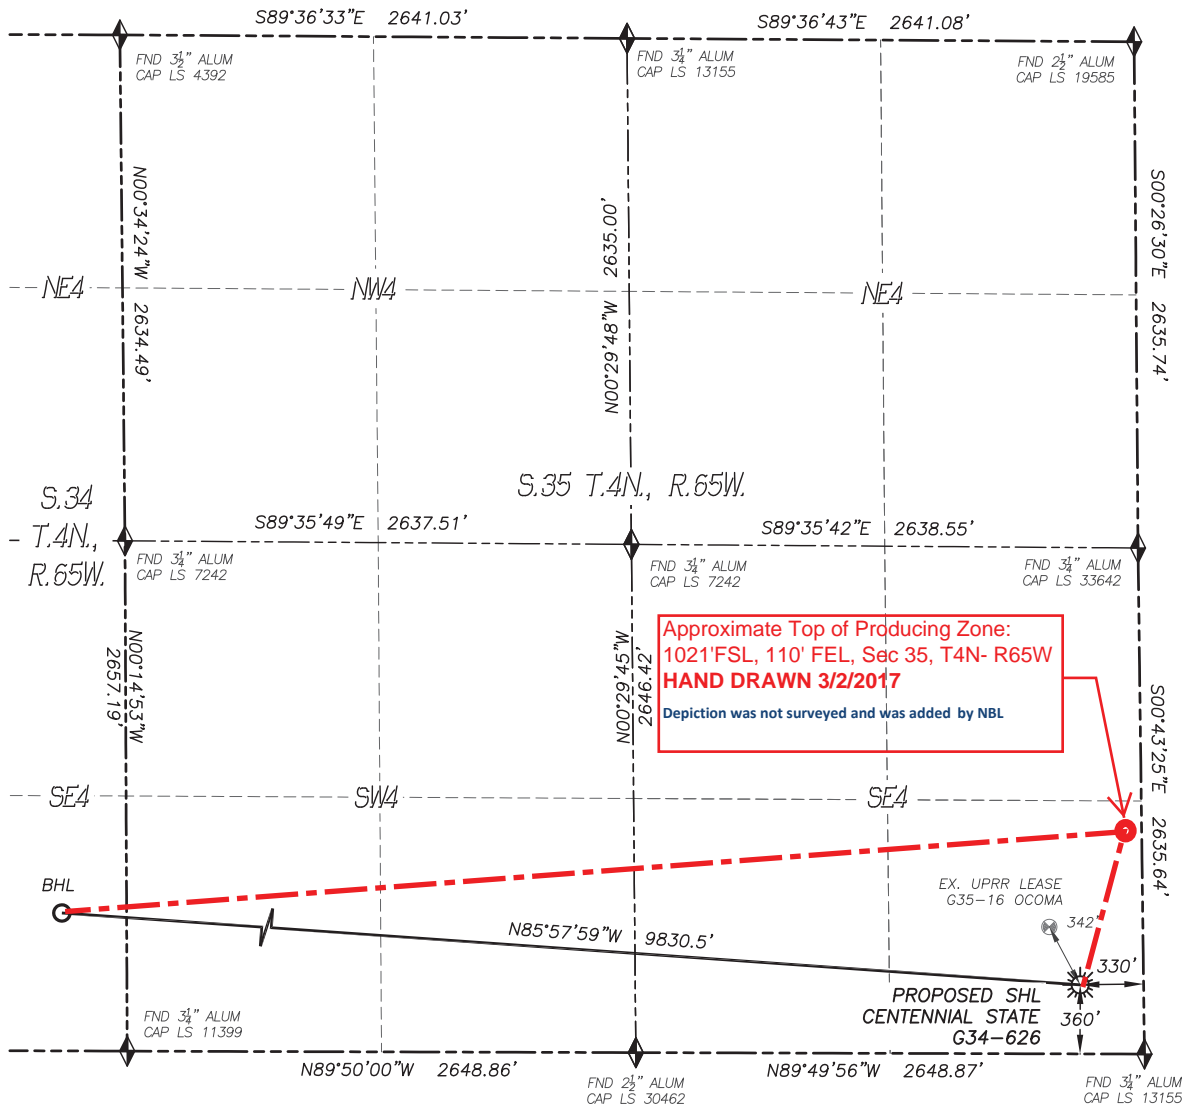 S89°36'33"E 2641.03'
S89°36'43"E 2641.08'
FND 3½" ALUM
CAP LS 4392
FND 3¼" ALUM
CAP LS 13155
FND 2½" ALUM
CAP LS 19585
N00°34'24"W 2634.49'
N00°29'48"W 2635.00'
S00°26'30"E 2635.74'
NE4
NW4
NE4
S.34
T.4N.,
R.65W.
S.35 T.4N., R.65W.
S89°35'49"E 2637.51'
S89°35'42"E 2638.55'
FND 3¼" ALUM
CAP LS 7242
FND 3¼" ALUM
CAP LS 7242
FND 3¼" ALUM
CAP LS 33642
N00°14'53"W
2657.19'
N00°29'45"W
2646.42'
Approximate Top of Producing Zone:
1021'FSL, 110' FEL, Sec 35, T4N- R65W
HAND DRAWN 3/2/2017
Depiction was not surveyed and was added by NBL
S00°43'25"E 2635.64'
SE4
SW4
SE4
BHL
EX. UPRR LEASE
G35-16 OCOMA
342'
N85°57'59"W 9830.5'
330'
PROPOSED SHL
CENTENNIAL STATE
G34-626
360'
FND 3¼" ALUM
CAP LS 11399
N89°50'00"W 2648.86'
N89°49'56"W 2648.87'
FND 2½" ALUM
CAP LS 30462
FND 3¼" ALUM
CAP LS 13155